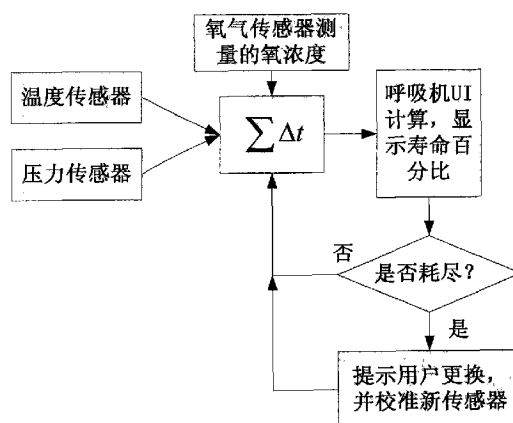 氧气传感器测
量的氧浓度
温度传感器
∑Δt
呼吸机UI
计算，显
示寿命百
分比
压力传感器
否
是否耗尽？
是
提示用户更换，
并校准新传感器